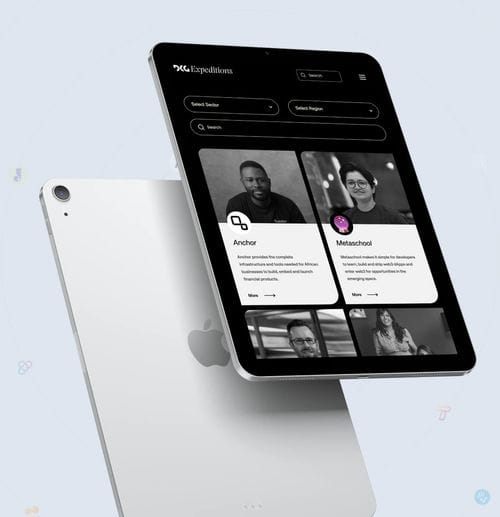 DCG Expeditions
Search
Select Sector
Select Region
Search
Anchor
Anchor provides the complete
infrastructure and tools needed for African
businesses to build, embed and launch
financial products.
More
Metaschool
Metaschool makes it simple for developers
to learn, build and ship web3 dApps and
enter web3 for opportunities in the
emerging space.
More